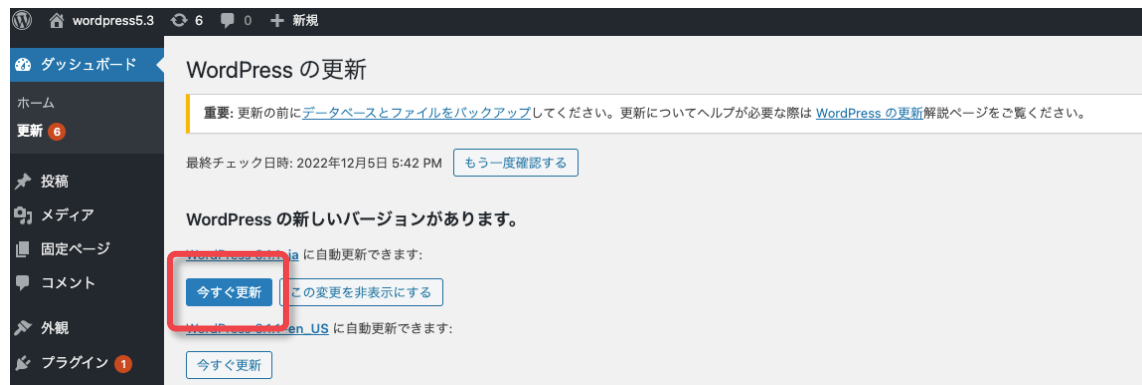 wordpress5.3 6 0 + 新規
ダッシュボード
ホーム
更新 6
投稿
メディア
固定ページ
コメント
外観
プラグイン 1
WordPress の更新
重要: 更新の前にデータベースとファイルをバックアップしてください。更新についてヘルプが必要な際は WordPress の更新解説ページをご覧ください。
最終チェック日時: 2022年12月5日 5:42 PM もう一度確認する
WordPress の新しいバージョンがあります。
ja に自動更新できます:
今すぐ更新 この変更を非表示にする
en_US に自動更新できます:
今すぐ更新